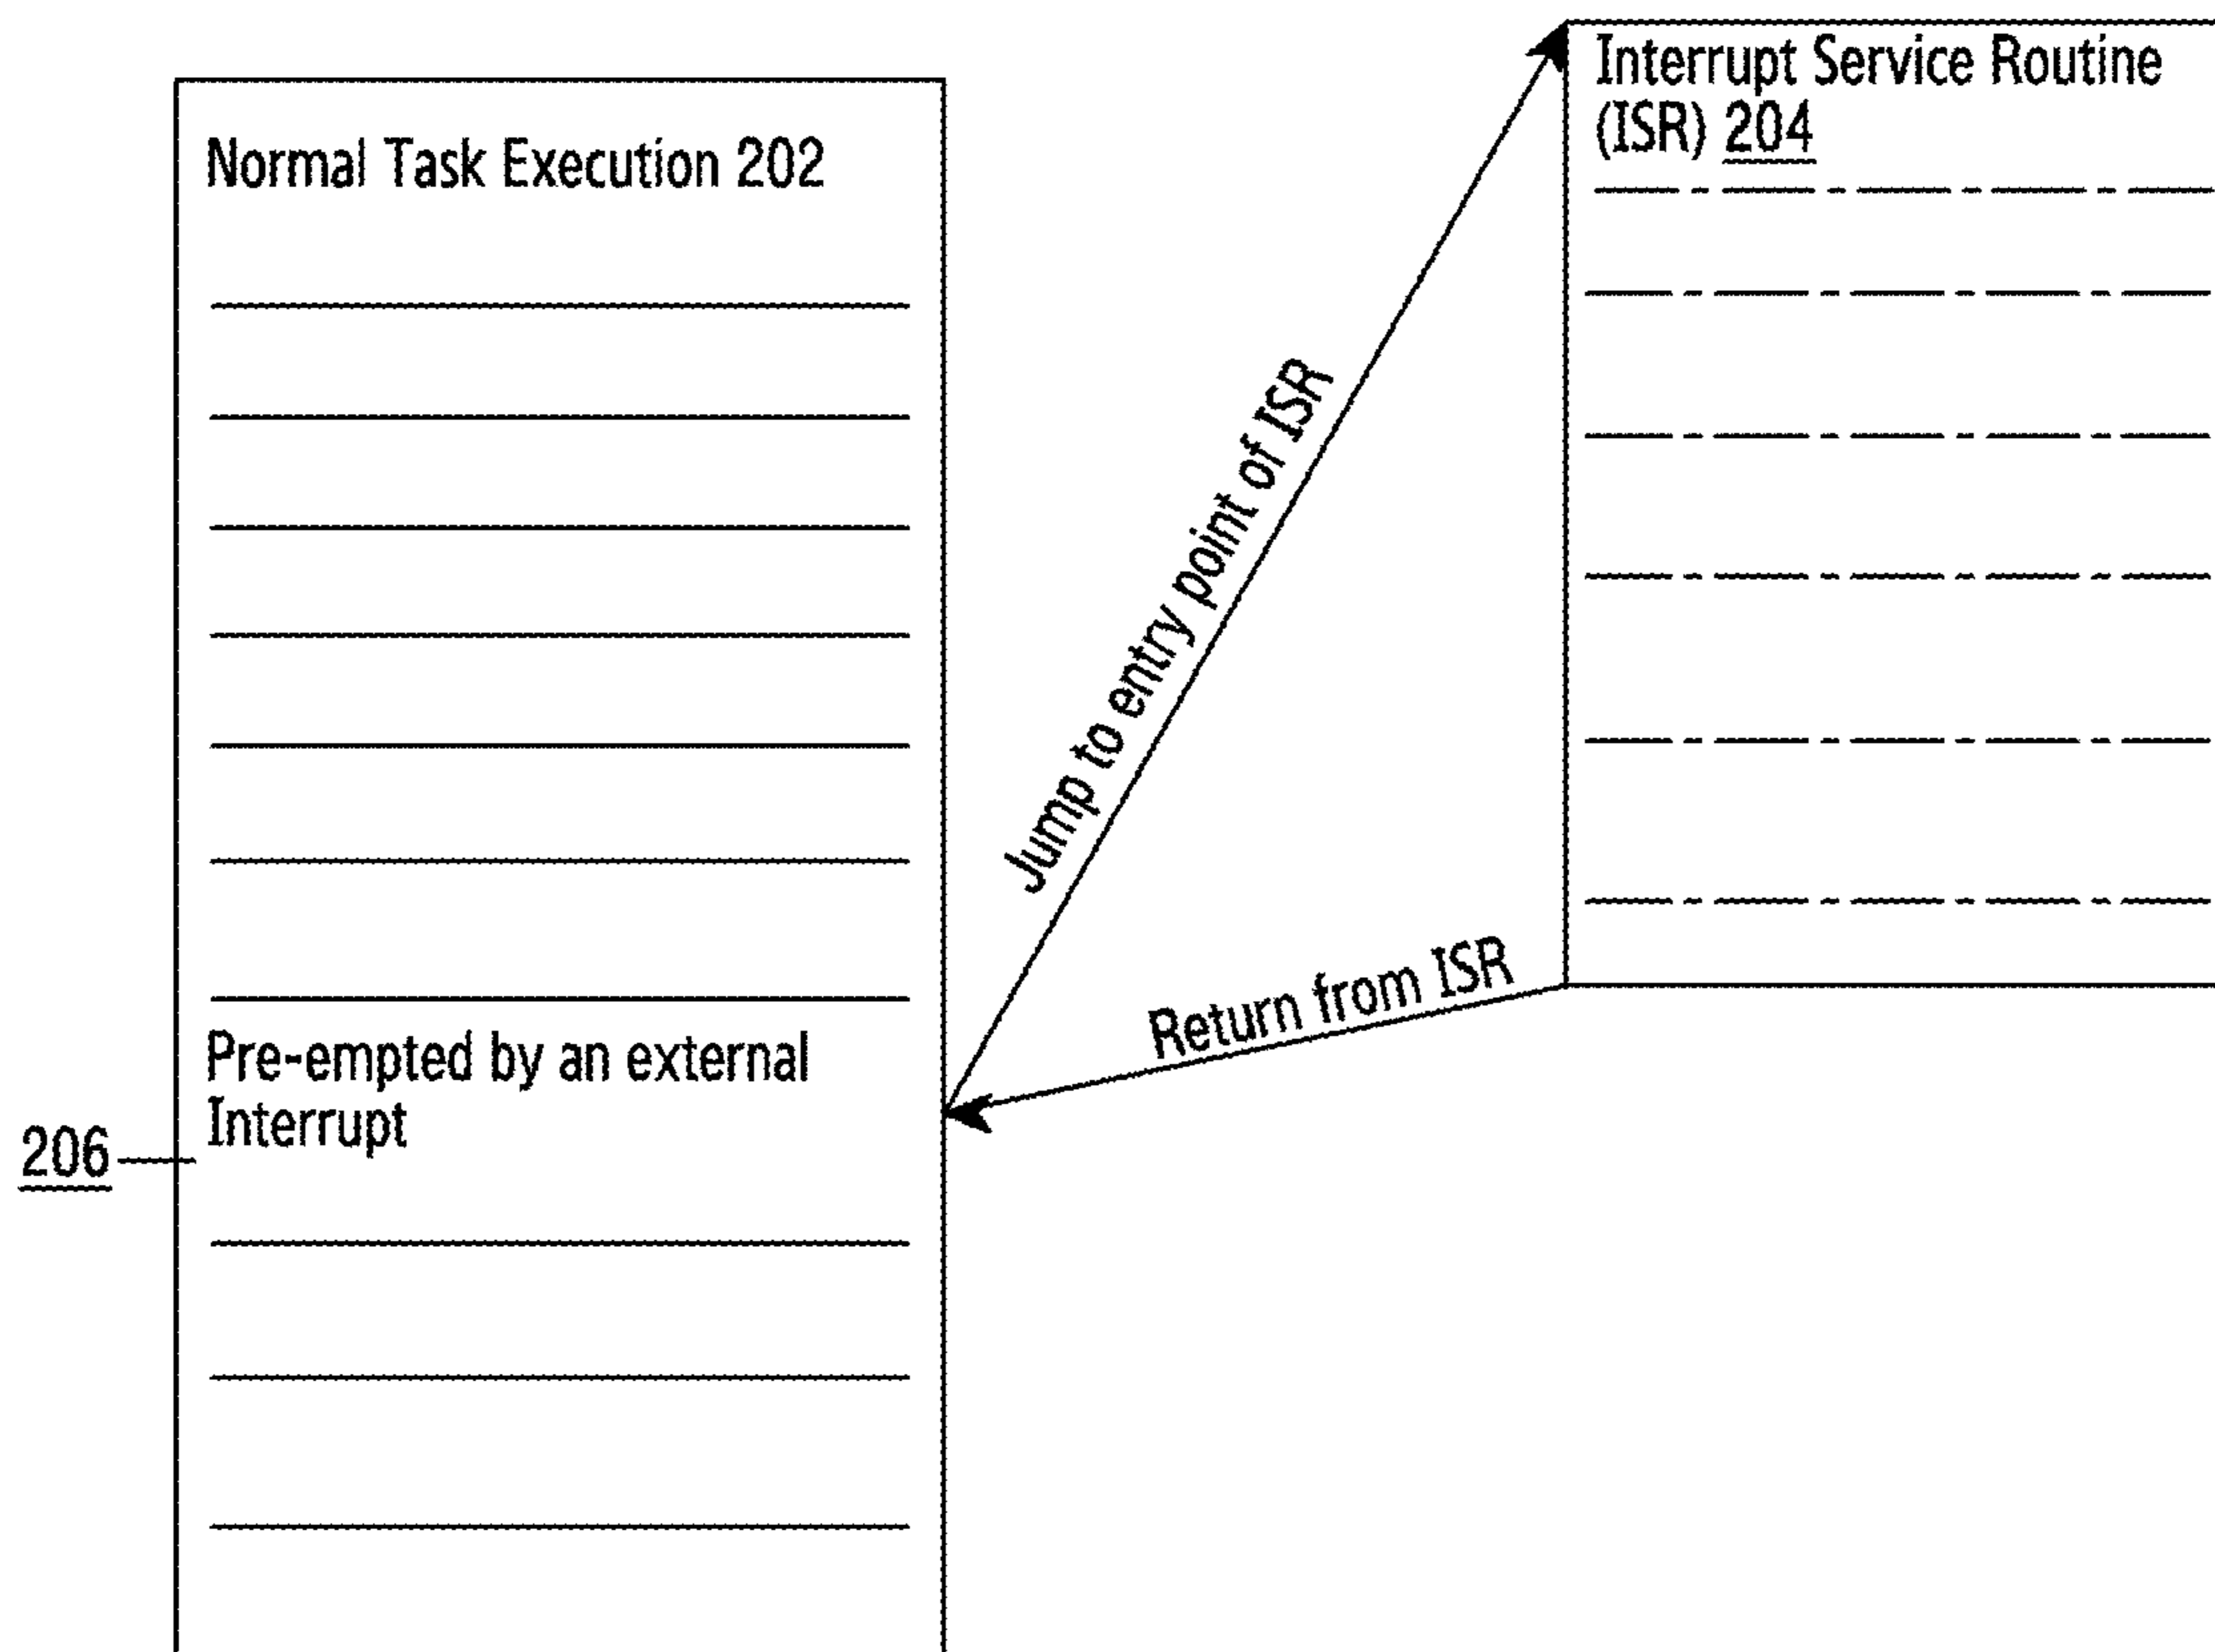 Normal Task Execution 202
Interrupt Service Routine
(ISR) 204
Jump to entry point of ISR
Return from ISR
Pre-empted by an external
Interrupt
206